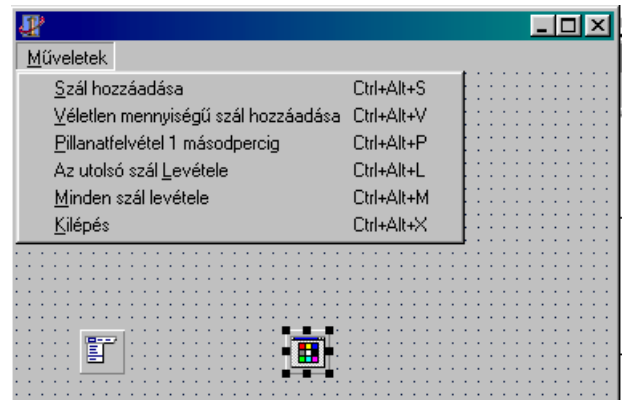 Műveletek
Szál hozzáadása Ctrl+Alt+S
Véletlen mennyiségű szál hozzáadása Ctrl+Alt+V
Pillanatfelvétel 1 másodpercig Ctrl+Alt+P
Az utolsó szál Levétele Ctrl+Alt+L
Minden szál levétele Ctrl+Alt+M
Kilépés Ctrl+Alt+X